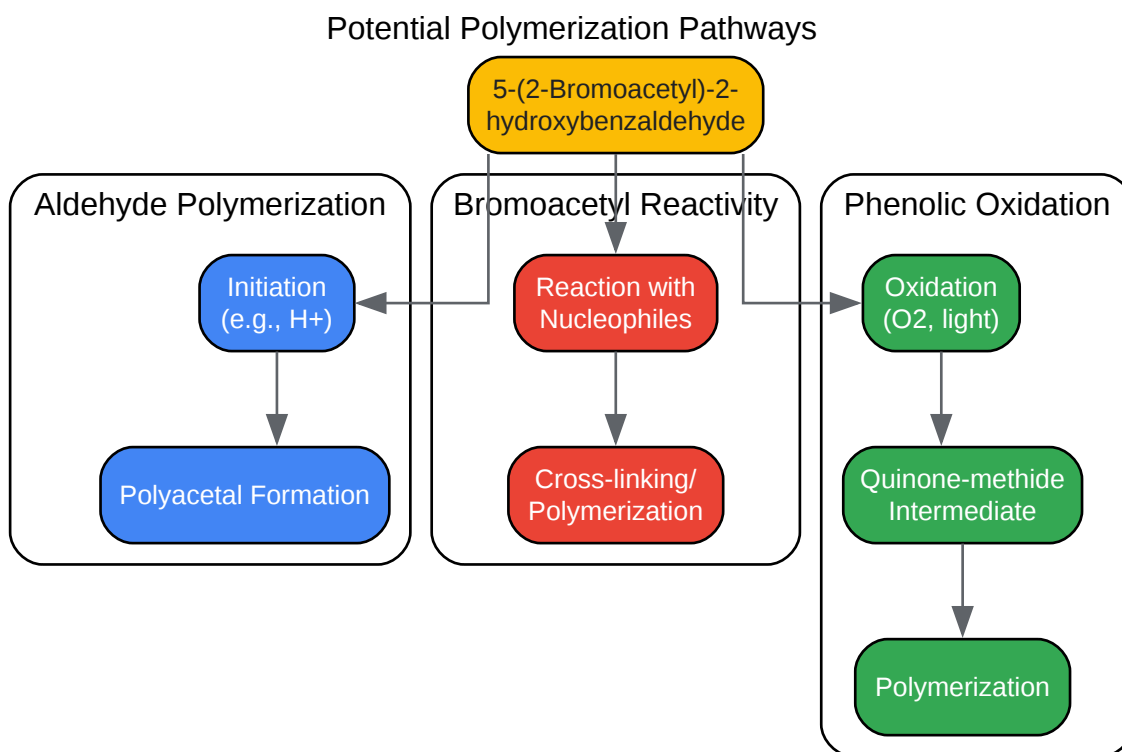 Potential Polymerization Pathways
5-(2-Bromoacetyl)-2-
hydroxybenzaldehyde
Aldehyde Polymerization
Initiation
(e.g., H+)
Polyacetal Formation
Bromoacetyl Reactivity
Reaction with
Nucleophiles
Cross-linking/
Polymerization
Phenolic Oxidation
Oxidation
(O2, light)
Quinone-methide
Intermediate
Polymerization